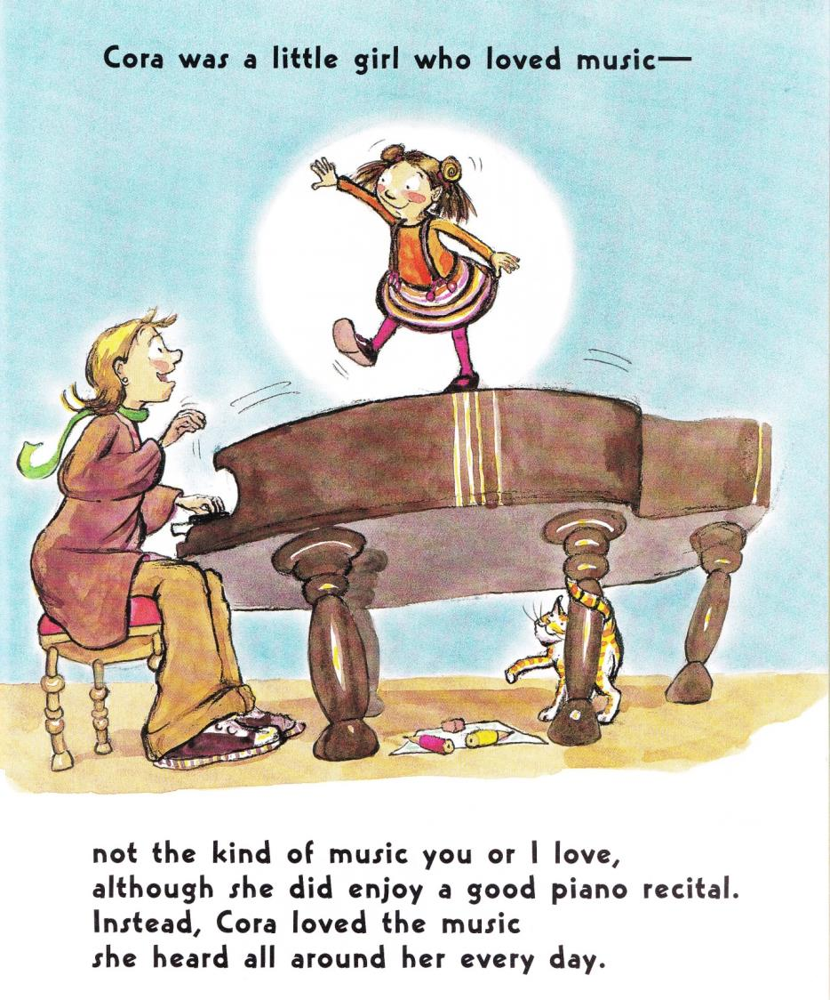 Cora was a little girl who loved music—
not the kind of music you or I love,
although she did enjoy a good piano recital.
Instead, Cora loved the music
she heard all around her every day.